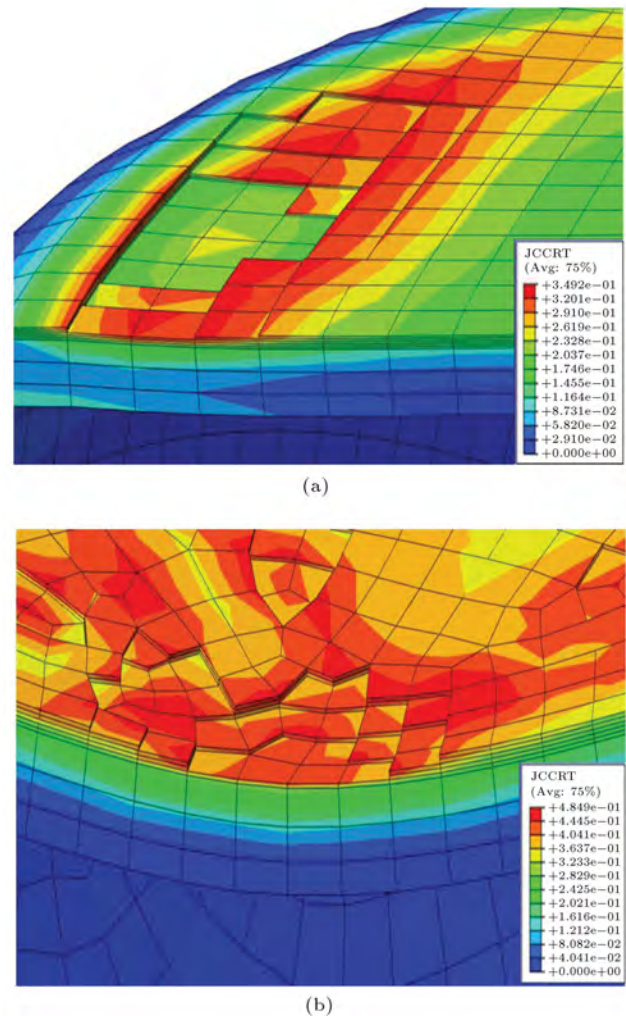 JCCRT
(Avg: 75%)
+3.492e−01
+3.201e−01
+2.910e−01
+2.619e−01
+2.328e−01
+2.037e−01
+1.746e−01
+1.455e−01
+1.164e−01
+8.731e−02
+5.820e−02
+2.910e−02
+0.000e+00
(a)
JCCRT
(Avg: 75%)
+4.849e−01
+4.445e−01
+4.041e−01
+3.637e−01
+3.233e−01
+2.829e−01
+2.425e−01
+2.021e−01
+1.616e−01
+1.212e−01
+8.082e−02
+4.041e−02
+0.000e+00
(b)